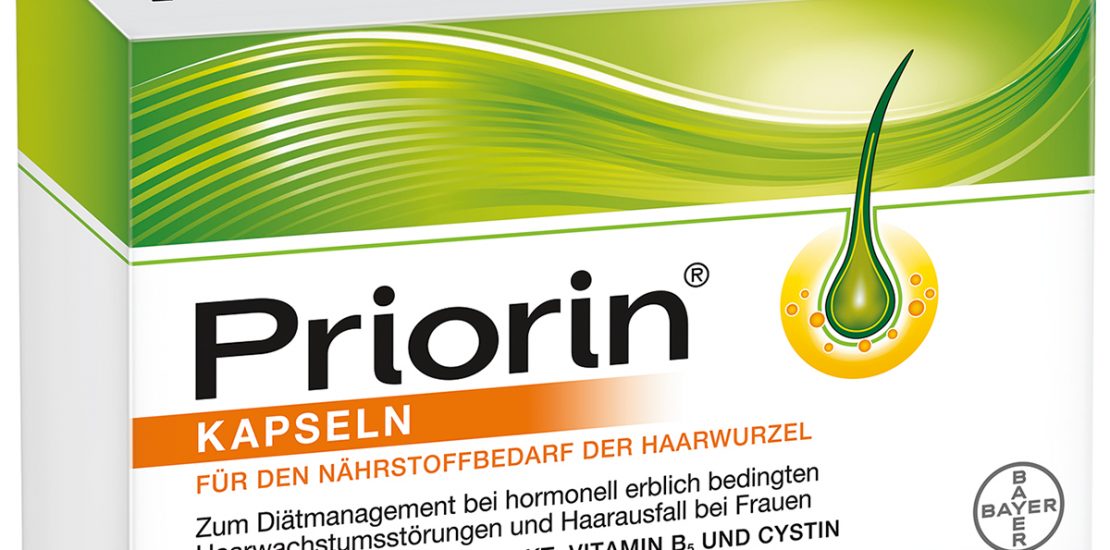 Priorin®
KAPSELN
FÜR DEN NÄHRSTOFFBEDARF DER HAARWURZEL
Zum Diätmanagement bei hormonell erblich bedingten
Haarwachstumsstörungen und Haarausfall bei Frauen
VITAMIN B₅ UND CYSTIN
BAYER
BAYER